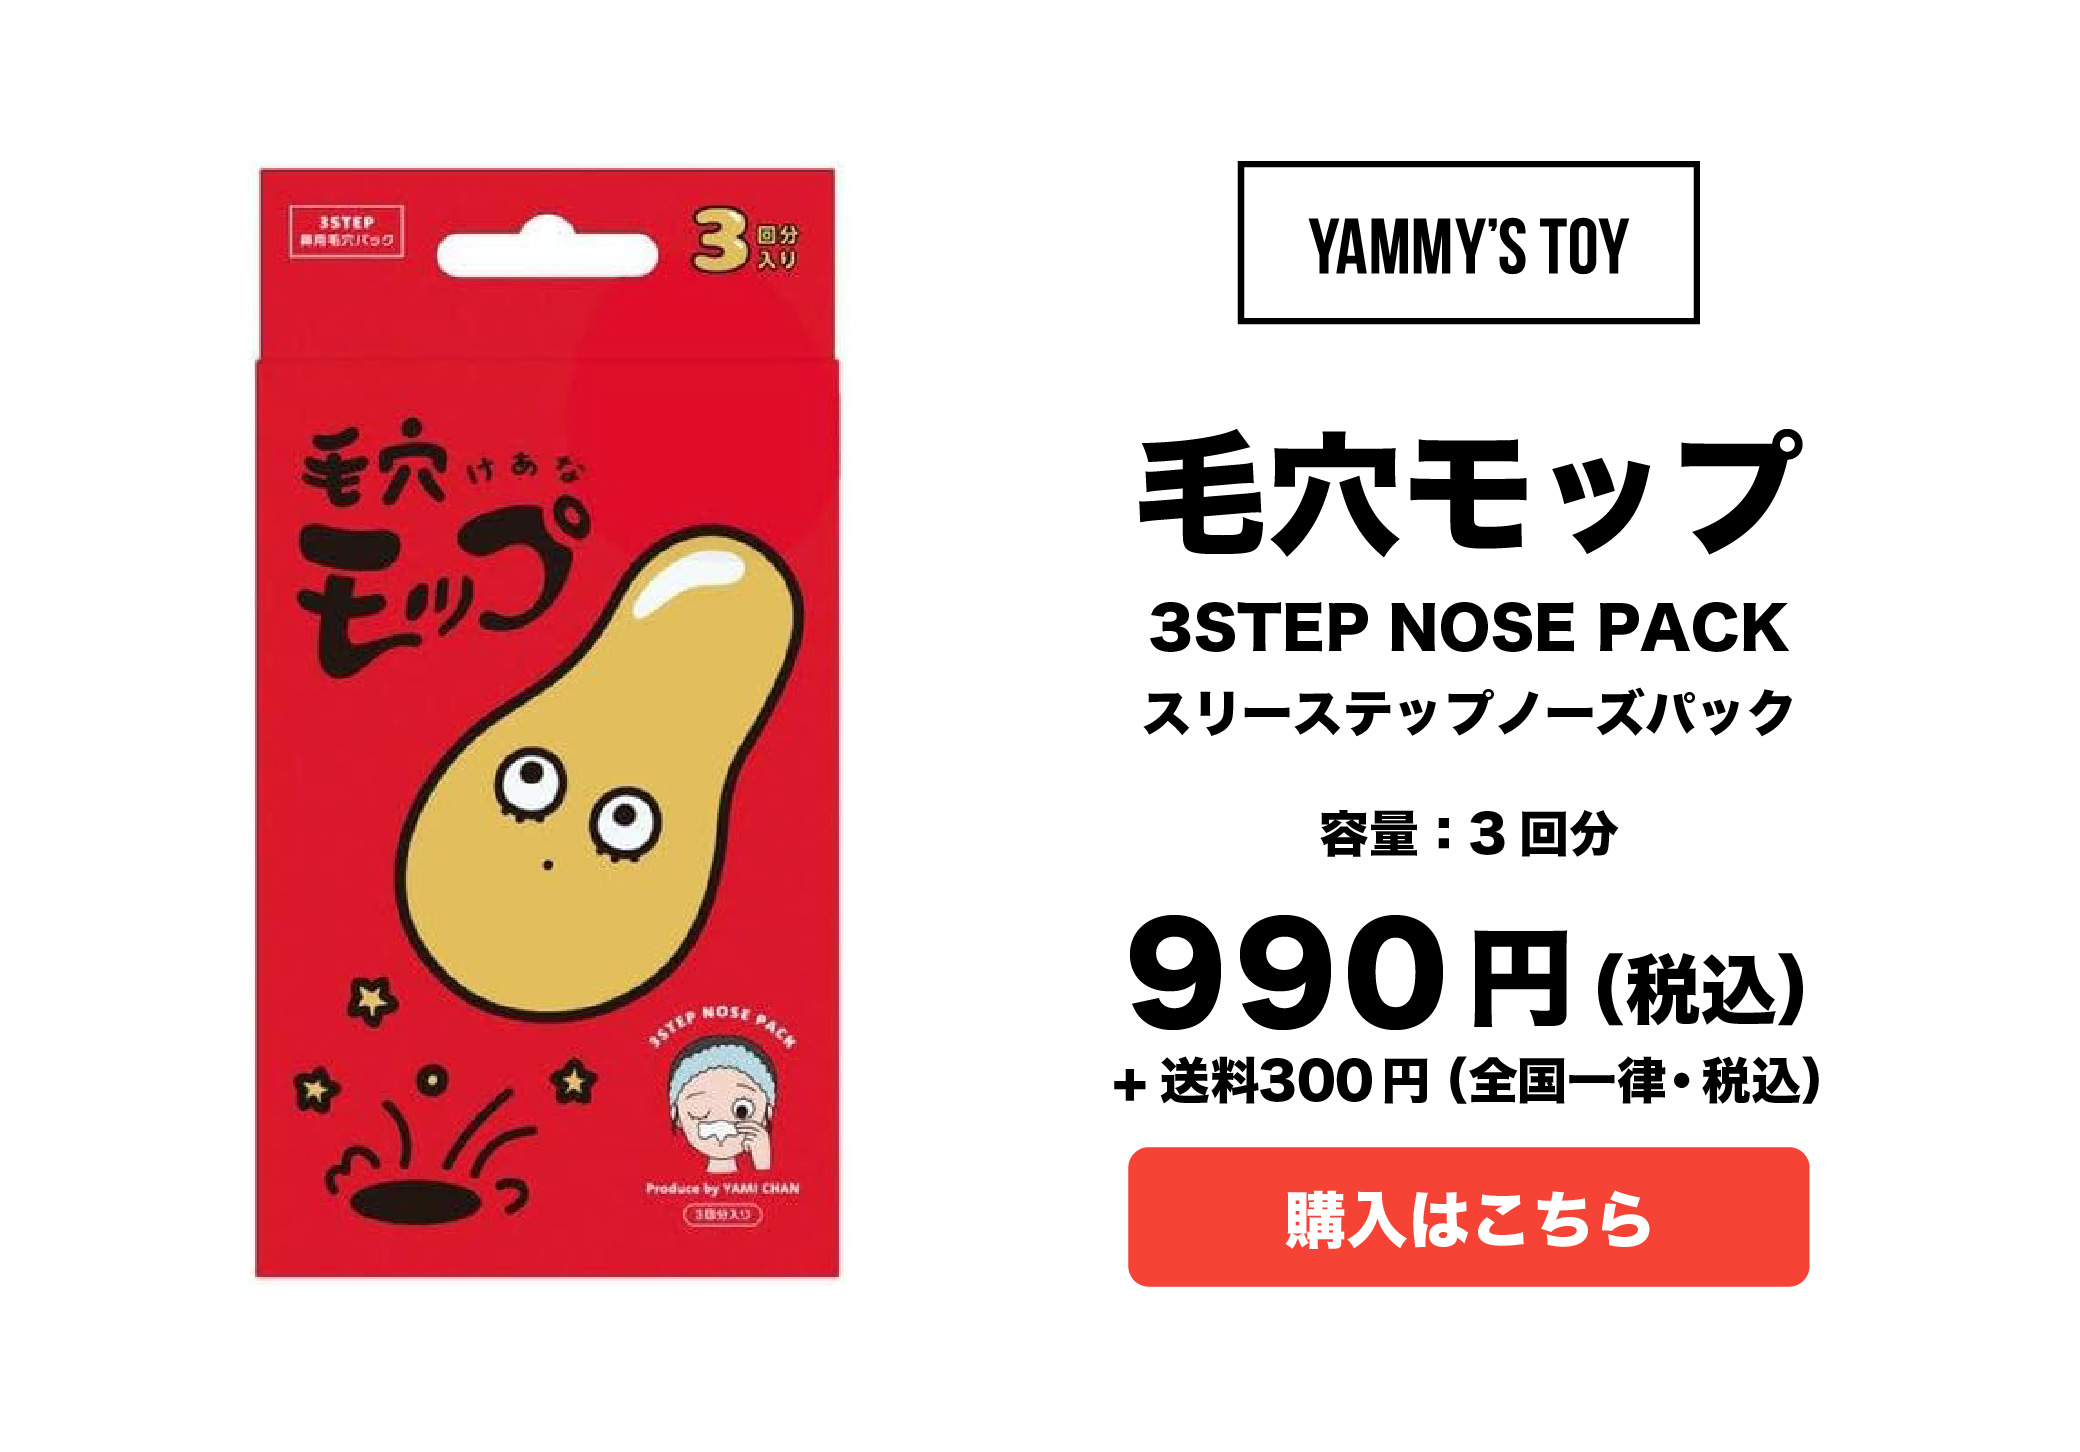 3STEP
鼻用毛穴パック
3回分
入り
毛穴 けあな
モップ
3STEP NOSE PACK
Produce by YAMI CHAN
3回分入り
YAMMY'S TOY
毛穴モップ
3STEP NOSE PACK
スリーステップノーズパック
容量：3回分
990円（税込）
+ 送料300円（全国一律・税込）
購入はこちら